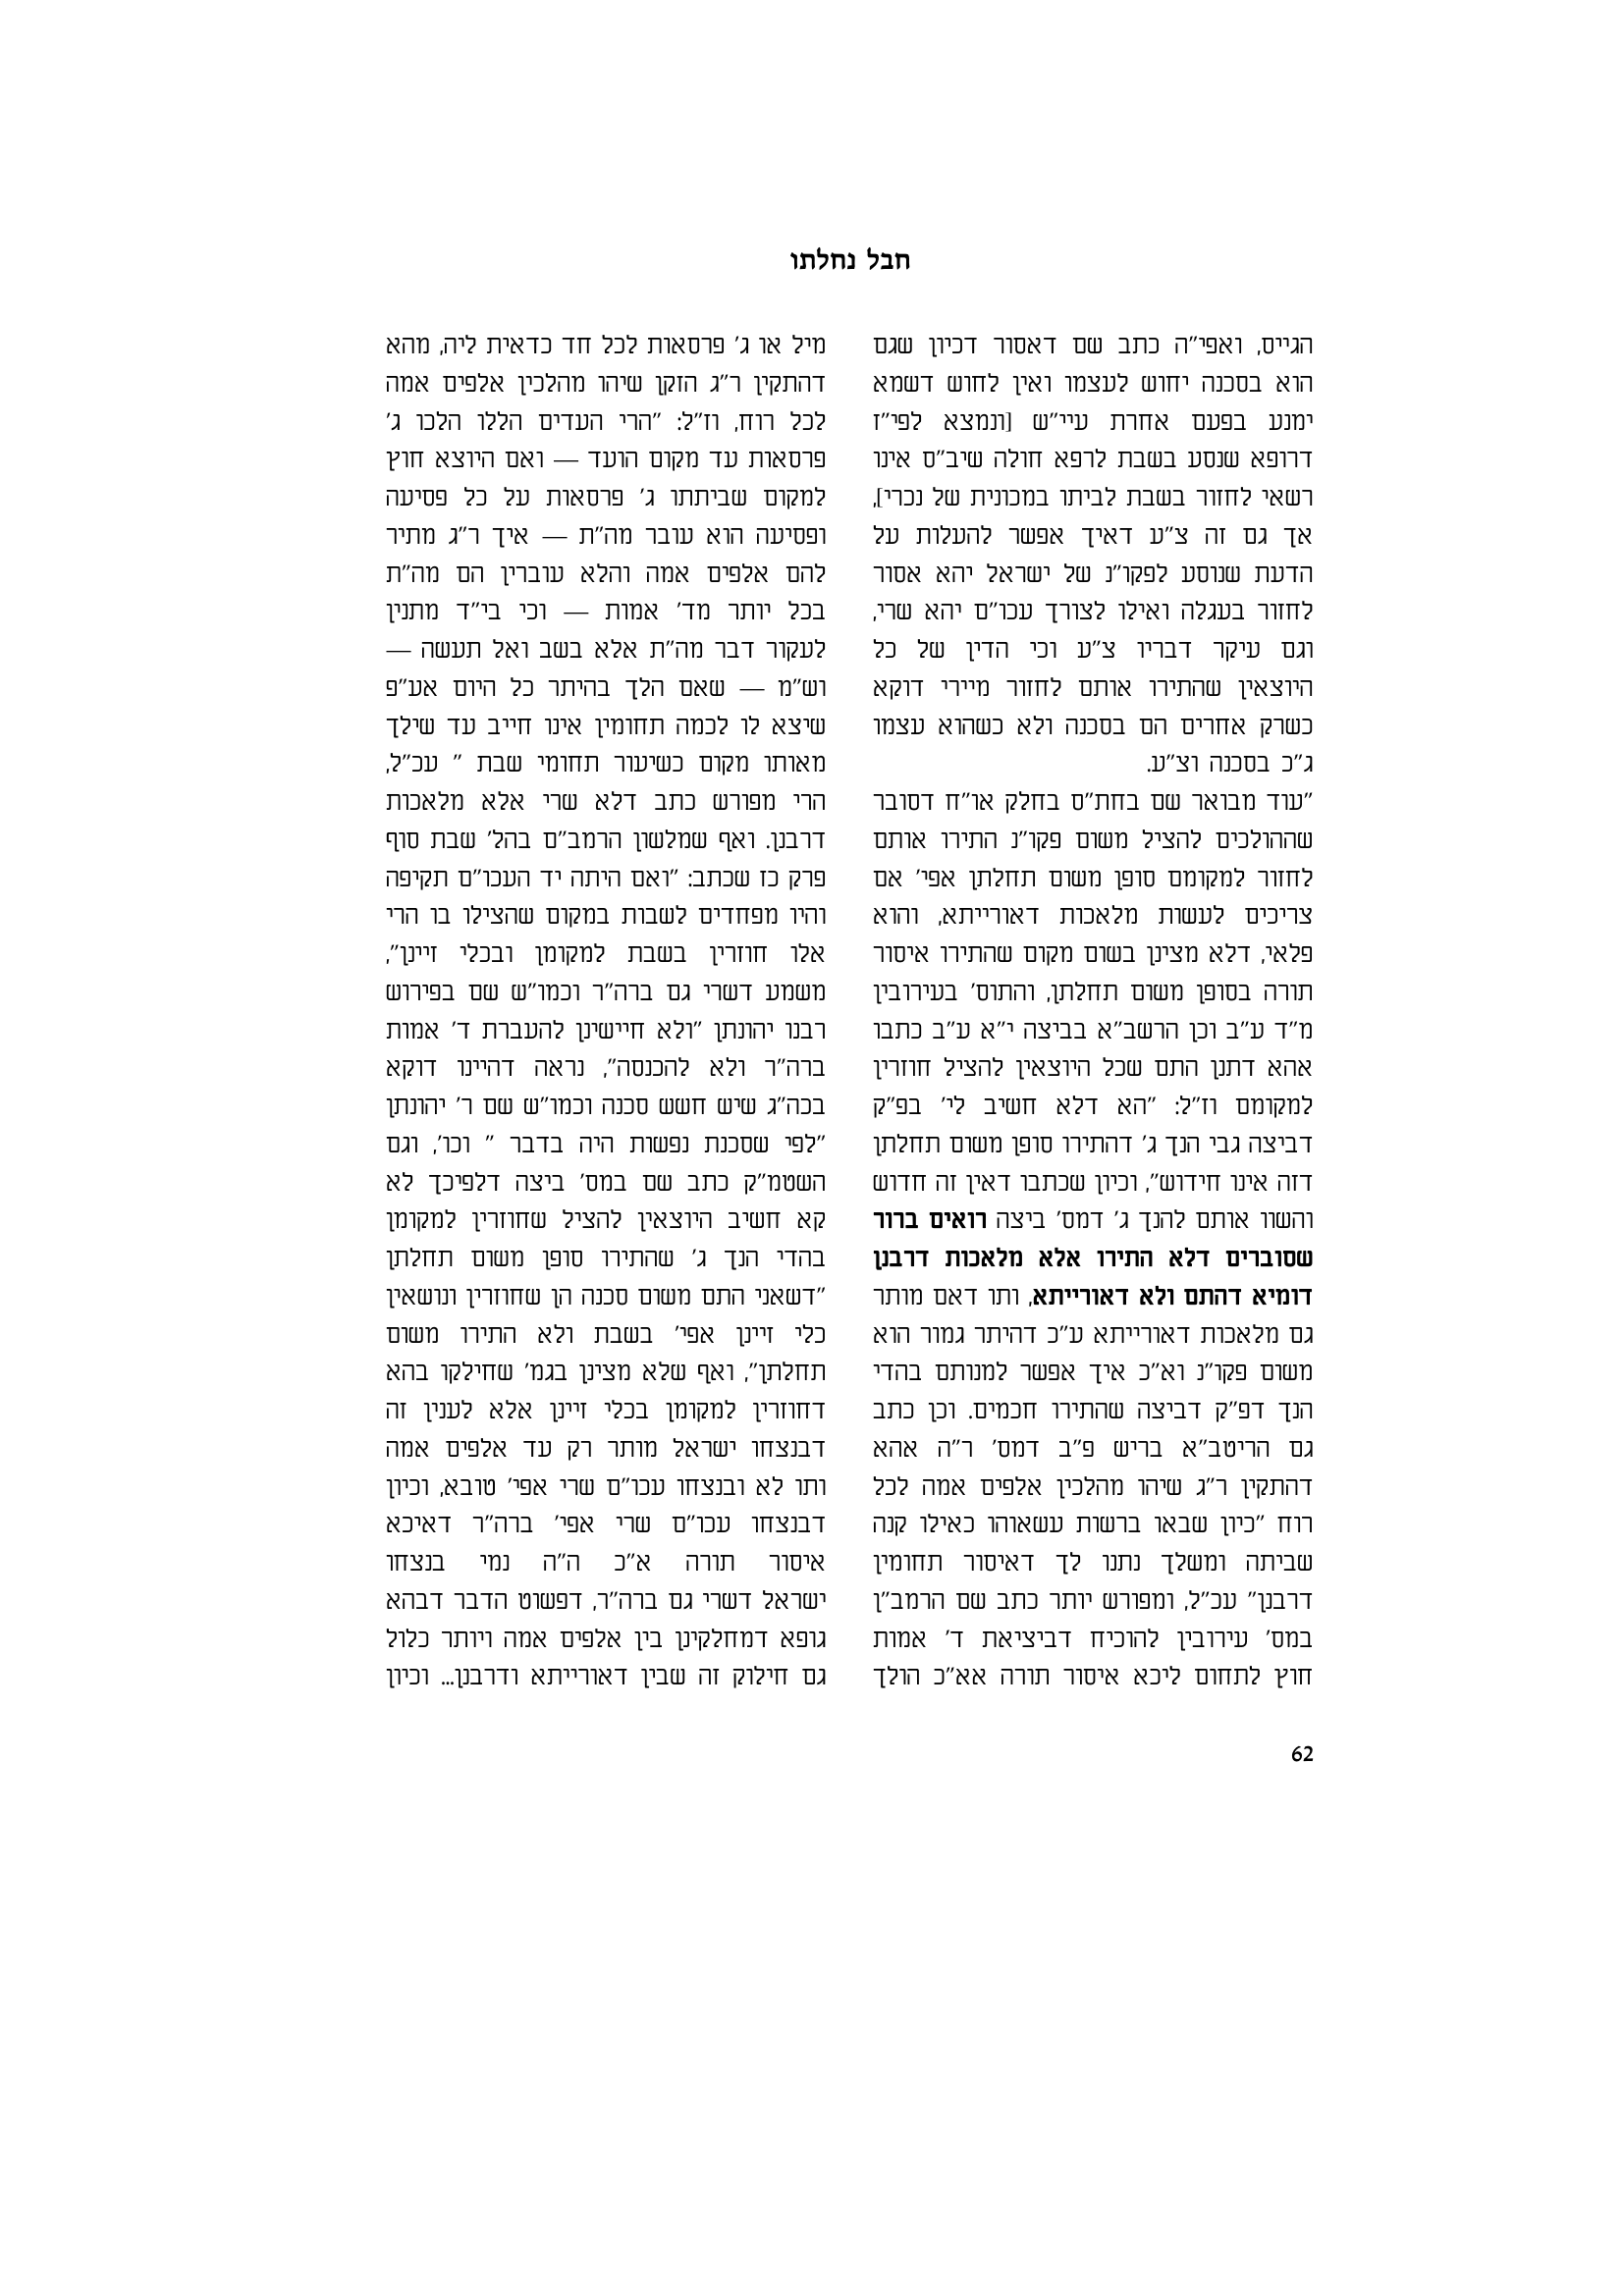 חבל נחלתו
הגייס, ואפי"ה כתב שם דאסור דכיון שגם
הוא בסכנה יחוש לעצמו ואין לחוש דשמא
ימנע בפעם אחרת עיי"ש [ונמצא לפי"ז
דרופא שנסע בשבת לרפא חולה שיב"ס אינו
רשאי לחזור בשבת לביתו במכונית של נכרי],
אך גם זה צ"ע דאיך אפשר להעלות על
הדעת שנוסע לפקו"נ של ישראל יהא אסור
לחזור בעגלה ואילו לצורך עכו"ם יהא שרי,
וגם עיקר דבריו צ"ע וכי הדין של כל
היוצאין שהתירו אותם לחזור מיירי דוקא
כשרק אחרים הם בסכנה ולא כשהוא עצמו
ג"כ בסכנה וצ"ע.
"עוד מבואר שם בחת"ס בחלק או"ח דסובר
שההולכים להציל משום פקו"נ התירו אותם
לחזור למקומם סופן משום תחלתן אפי' אם
צריכים לעשות מלאכות דאורייתא, והוא
פלאי, דלא מצינן בשום מקום שהתירו איסור
תורה בסופן משום תחלתן, והתוס' בעירובין
מ"ד ע"ב וכן הרשב"א בביצה י"א ע"ב כתבו
אהא דתנן התם שכל היוצאין להציל חוזרין
למקומם וז"ל: "הא דלא חשיב לי' בפ"ק
דביצה גבי הנך ג' דהתירו סופן משום תחלתן
דזה אינו חידוש", וכיון שכתבו דאין זה חדוש
והשוו אותם להנך ג' דמס' ביצה רואים ברור
שסוברים דלא התירו אלא מלאכות דרבנן
דומיא דהתם ולא דאורייתא, ותו דאם מותר
גם מלאכות דאורייתא ע"כ דהיתר גמור הוא
משום פקו"נ וא"כ איך אפשר למנותם בהדי
הנך דפ"ק דביצה שהתירו חכמים. וכן כתב
גם הריטב"א בריש פ"ב דמס' ר"ה אהא
דהתקין ר"ג שיהו מהלכין אלפים אמה לכל
רוח "כיון שבאו ברשות עשאוהו כאילו קנה
שביתה ומשלך נתנו לך דאיסור תחומין
דרבנן" עכ"ל, ומפורש יותר כתב שם הרמב"ן
במס' עירובין להוכיח דביציאת ד' אמות
חוץ לתחום ליכא איסור תורה אא"כ הולך
מיל או ג' פרסאות לכל חד כדאית ליה, מהא
דהתקין ר"ג הזקן שיהו מהלכין אלפים אמה
לכל רוח, וז"ל: "הרי העדים הללו הלכו ג'
פרסאות עד מקום הועד — ואם היוצא חוץ
למקום שביתתו ג' פרסאות על כל פסיעה
ופסיעה הוא עובר מה"ת — איך ר"ג מתיר
להם אלפים אמה והלא עוברין הם מה"ת
בכל יותר מד' אמות — וכי בי"ד מתנין
לעקור דבר מה"ת אלא בשב ואל תעשה —
וש"מ — שאם הלך בהיתר כל היום אע"פ
שיצא לו לכמה תחומין אינו חייב עד שילך
מאותו מקום כשיעור תחומי שבת " עכ"ל,
הרי מפורש כתב דלא שרי אלא מלאכות
דרבנן. ואף שמלשון הרמב"ם בהל' שבת סוף
פרק כז שכתב: "ואם היתה יד העכו"ם תקיפה
והיו מפחדים לשבות במקום שהצילו בו הרי
אלו חוזרין בשבת למקומן ובכלי זיינן",
משמע דשרי גם ברה"ר וכמו"ש שם בפירוש
רבנו יהונתן "ולא חיישינן להעברת ד' אמות
ברה"ר ולא להכנסה", נראה דהיינו דוקא
בכה"ג שיש חשש סכנה וכמו"ש שם ר' יהונתן
"לפי שסכנת נפשות היה בדבר " וכו', וגם
השטמ"ק כתב שם במס' ביצה דלפיכך לא
קא חשיב היוצאין להציל שחוזרין למקומן
בהדי הנך ג' שהתירו סופן משום תחלתן
"דשאני התם משום סכנה הן שחוזרין ונושאין
כלי זיינן אפי' בשבת ולא התירו משום
תחלתן", ואף שלא מצינן בגמ' שחילקו בהא
דחוזרין למקומן בכלי זיינן אלא לענין זה
דבנצחו ישראל מותר רק עד אלפים אמה
ותו לא ובנצחו עכו"ם שרי אפי' טובא, וכיון
דבנצחו עכו"ם שרי אפי' ברה"ר דאיכא
איסור תורה א"כ ה"ה נמי בנצחו
ישראל דשרי גם ברה"ר, דפשוט הדבר דבהא
גופא דמחלקינן בין אלפים אמה ויותר כלול
גם חילוק זה שבין דאורייתא ודרבנן... וכיון
62